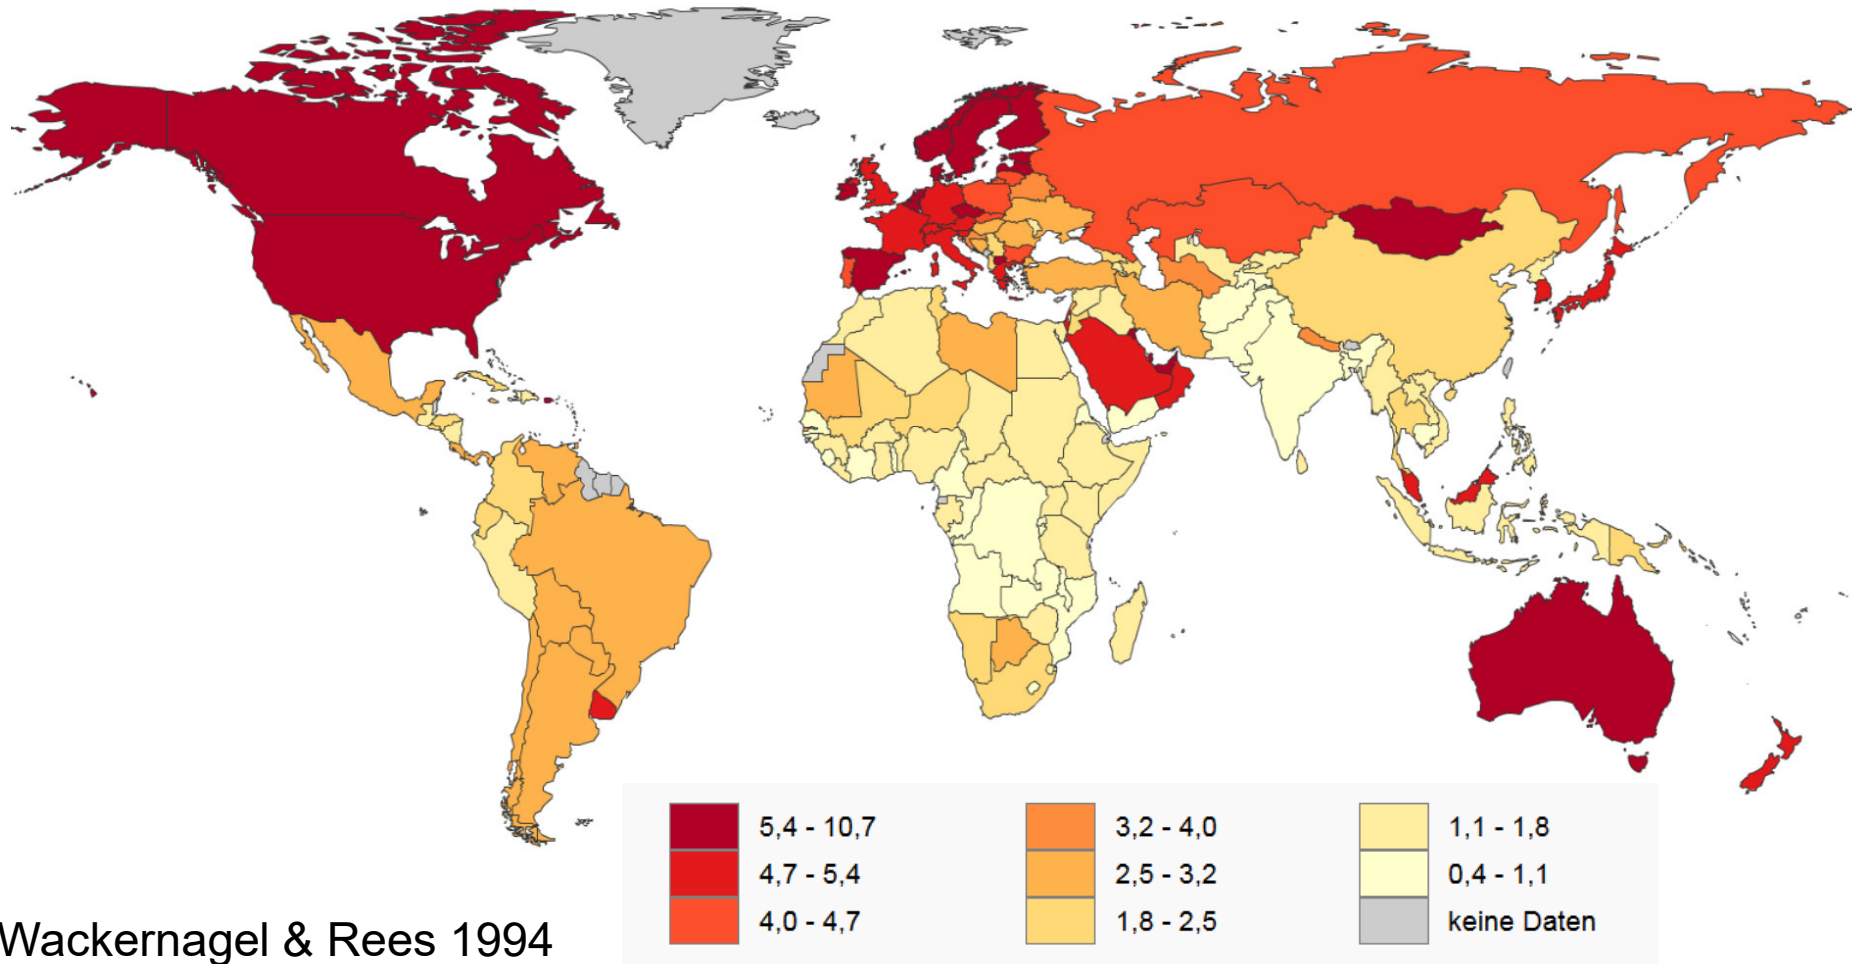 5,4 - 10,7
4,7 - 5,4
4,0 - 4,7
3,2 - 4,0
2,5 - 3,2
1,8 - 2,5
1,1 - 1,8
0,4 - 1,1
keine Daten
Wackernagel & Rees 1994